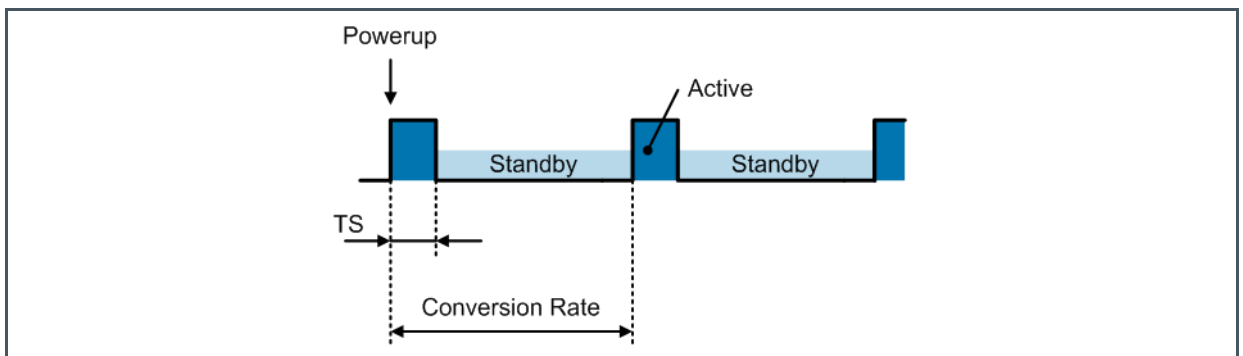 Powerup
Active
Standby
Standby
TS
Conversion Rate